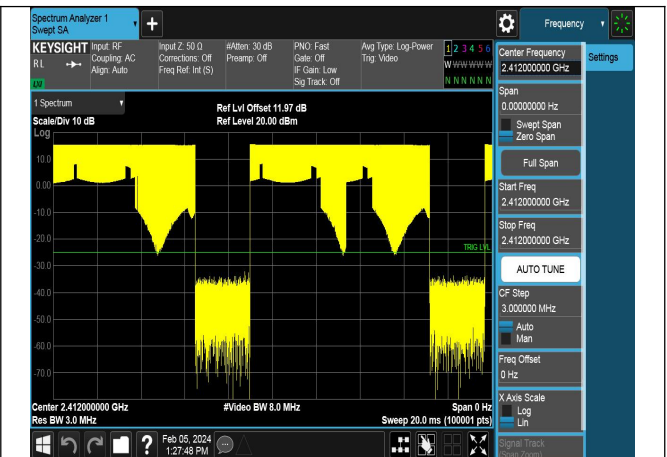 Spectrum Analyzer 1
Swept SA
Frequency
KEYSIGHT
RL
LW
Input: RF
Coupling: AC
Align: Auto
Input Z: 50 Ω
Corrections: Off
Freq Ref: Int (S)
#Atten: 30 dB
Preamp: Off
PNO: Fast
Gate: Off
IF Gain: Low
Sig Track: Off
Avg Type: Log-Power
Trig: Video
1 2 3 4 5 6
W W W W W W
N N N N N N
Center Frequency
2.412000000 GHz
Settings
Span
0.00000000 Hz
Swept Span
Zero Span
Full Span
Start Freq
2.412000000 GHz
Stop Freq
2.412000000 GHz
AUTO TUNE
CF Step
3.000000 MHz
Auto
Man
Freq Offset
0 Hz
X Axis Scale
Log
Lin
Signal Track
(Span Zoom)
1 Spectrum
Scale/Div 10 dB
Ref Lvl Offset 11.97 dB
Ref Level 20.00 dBm
Log
10.0
0.00
-10.0
-20.0
-30.0
-40.0
-50.0
-60.0
-70.0
TRIG LVL
Center 2.412000000 GHz
#Video BW 8.0 MHz
Span 0 Hz
Res BW 3.0 MHz
Sweep 20.0 ms (100001 pts)
?
Feb 05, 2024
1:27:48 PM